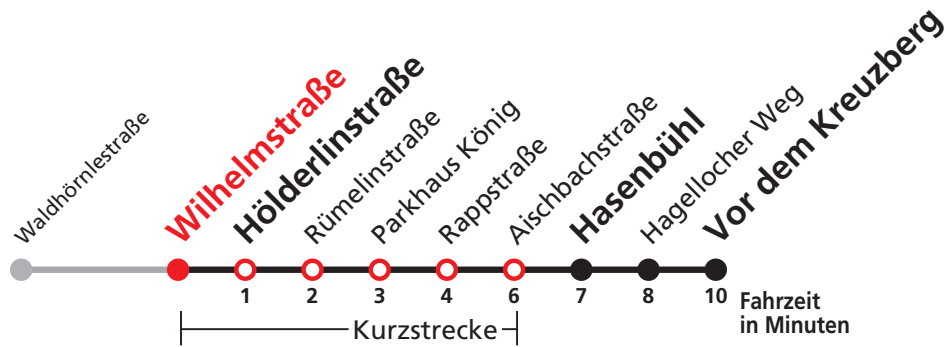 Waldhörnlestraße
Wilhelmstraße
Hölderlinstraße
Rümelinstraße
Parkhaus König
Rappstraße
Aischbachstraße
Hasenbühl
Hagellocher Weg
Vor dem Kreuzberg
1 2 3 4 6 7 8 10 Fahrzeit
in Minuten
Kurzstrecke